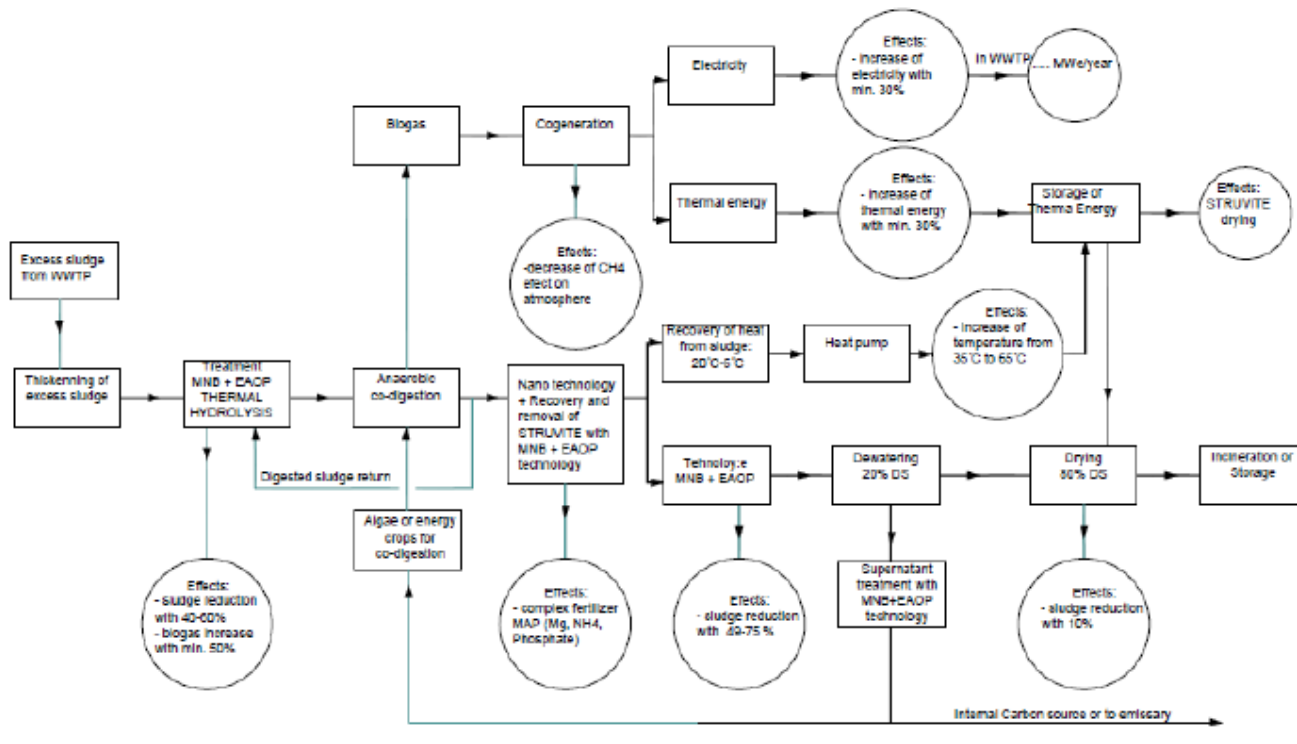 Electricity
Effects:
- increase of
electricity with
min. 30%
in WWTP
.... MWe/year
Biogas
Cogeneration
Thermal energy
Effects:
- increase of
thermal energy
with min. 30%
Storage of
Therma Energy
Effects:
STRUVITE
drying
Effects:
-decrease of CH4
efect on
atmosphere
Excess sludge
from WWTP
Recovery of heat
from sludge:
20°C-5°C
Heat pump
Effects:
- increase of
temperature from
35°C to 65°C
Thickenning of
excess sludge
Treatment
MNB + EAOP
THERMAL
HYDROLYSIS
Anaerobic
co-digestion
Nano technology
+ Recovery and
removal of
STRUVITE with
MNB + EAOP
technology
Digested sludge return
MNB + EAOP
Dewatering
20% DS
Drying
80% DS
Incineration or
Storage
Algae or energy
crops for
co-digestion
Supernatant
treatment with
MNB+EAOP
technology
Effects:
- sludge reduction
with 40-60%
- biogas increase
with min. 50%
Effects:
- complex fertilizer
MAP (Mg, NH4,
Phosphate)
Effects:
- sludge reduction
with 49-75 %
Effects:
- sludge reduction
with 10%
Internal Carbon source or to emissary